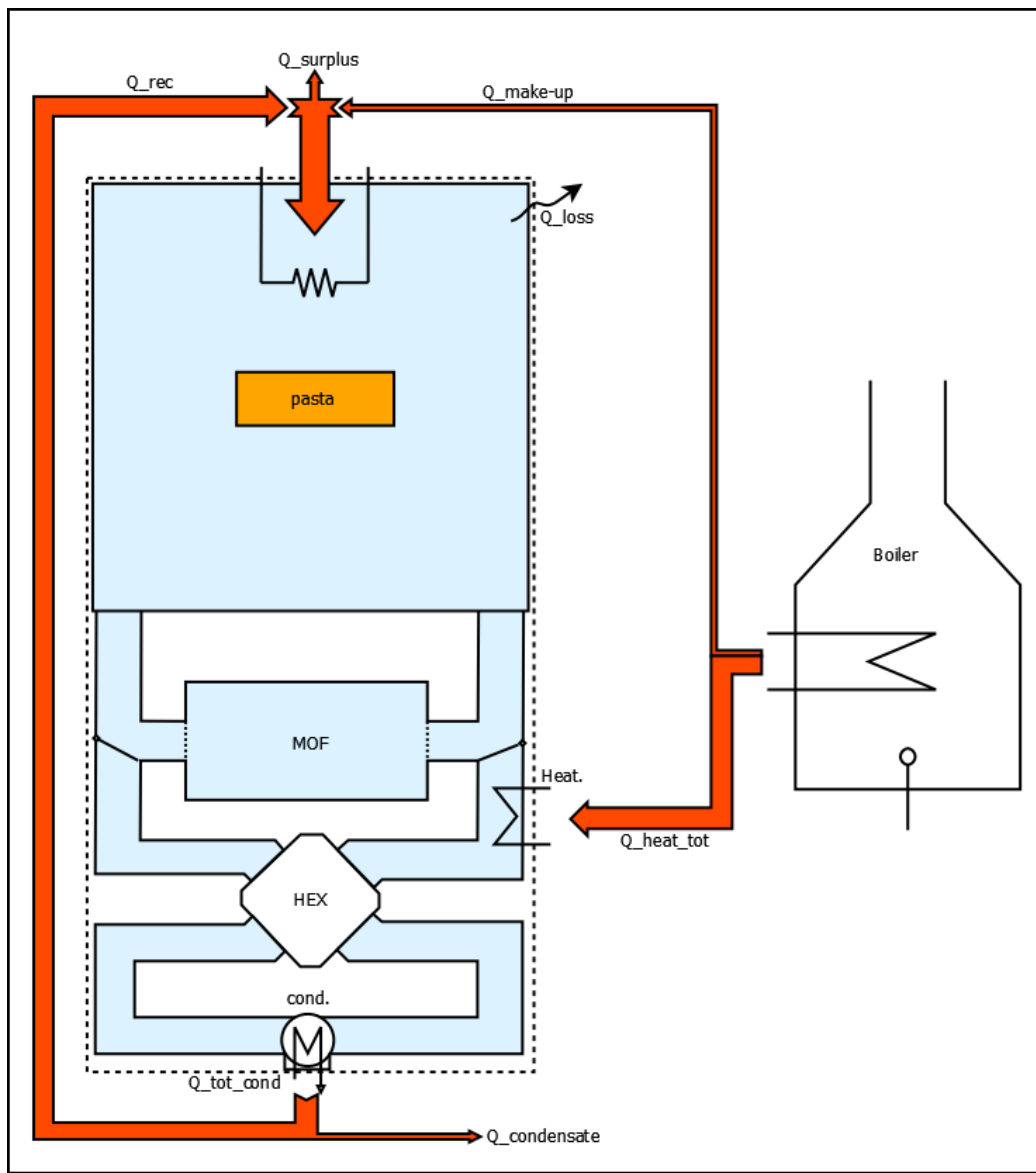 Q_surplus
Q_rec
Q_make-up
Q_loss
pasta
Boiler
MOF
Heat.
Q_heat_tot
HEX
cond.
Q_tot_cond
Q_condensate